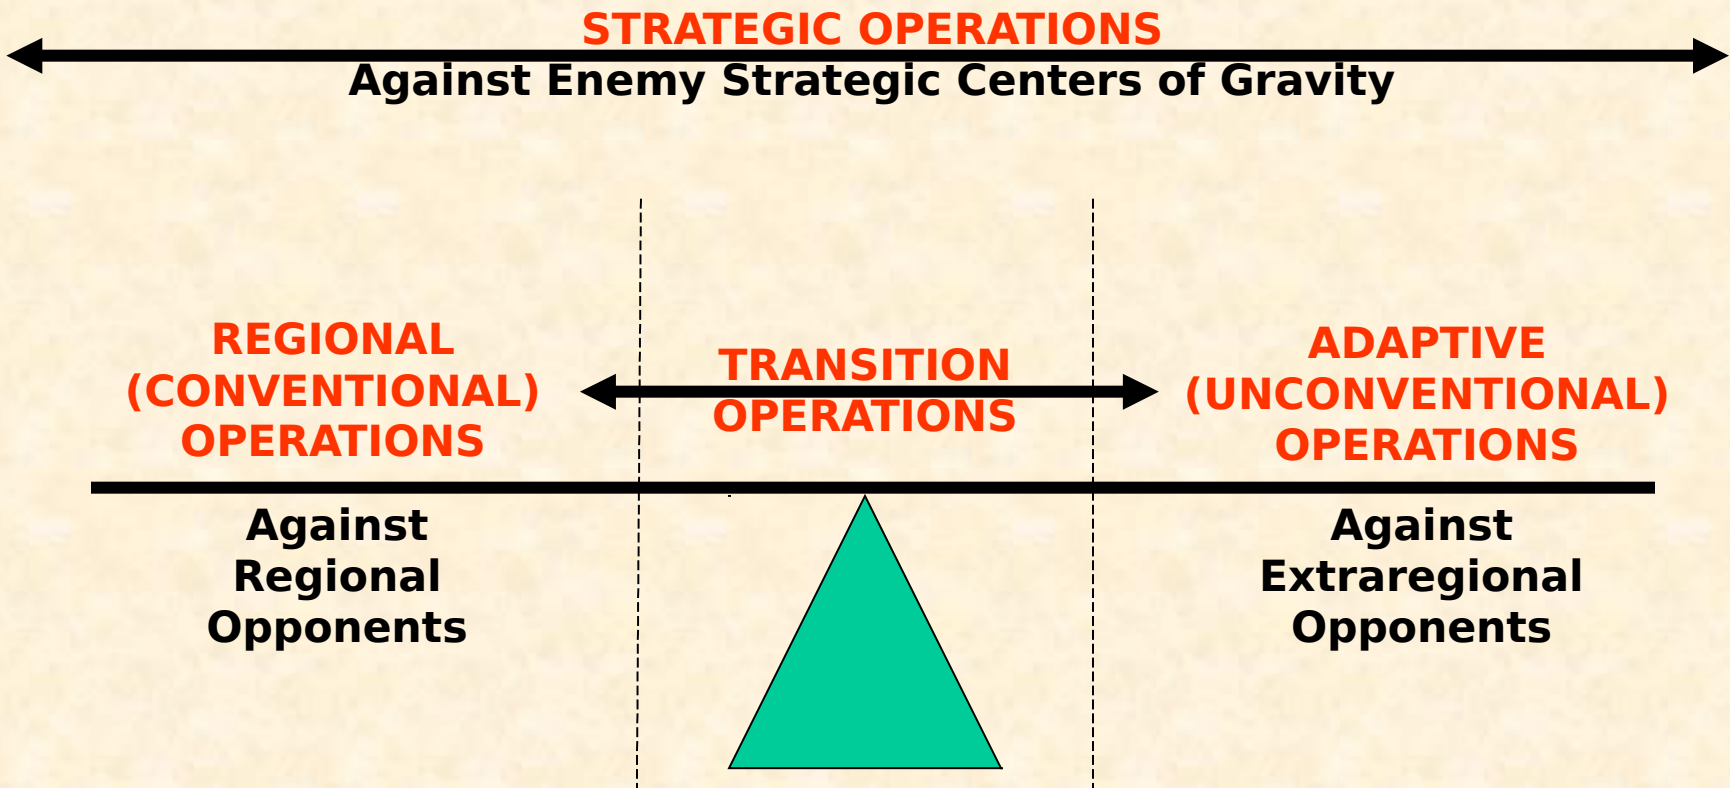 STRATEGIC OPERATIONS
Against Enemy Strategic Centers of Gravity
REGIONAL
(CONVENTIONAL)
OPERATIONS
TRANSITION
OPERATIONS
ADAPTIVE
(UNCONVENTIONAL)
OPERATIONS
Against
Regional
Opponents
Against
Extraregional
Opponents